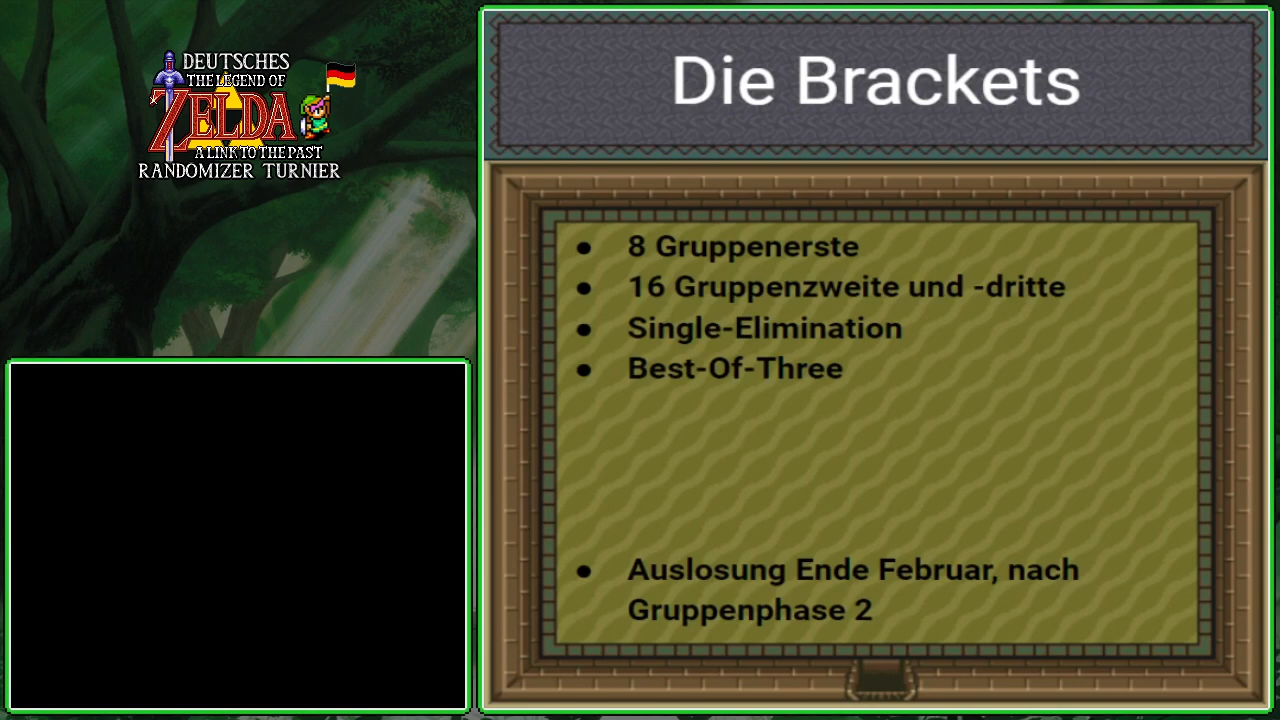 DEUTSCHES
THE LEGEND OF
ZELDA
A LINK TO THE PAST
RANDOMIZER TURNIER
Die Brackets
● 8 Gruppenerste
● 16 Gruppenzweite und -dritte
● Single-Elimination
● Best-Of-Three
● Auslosung Ende Februar, nach
Gruppenphase 2